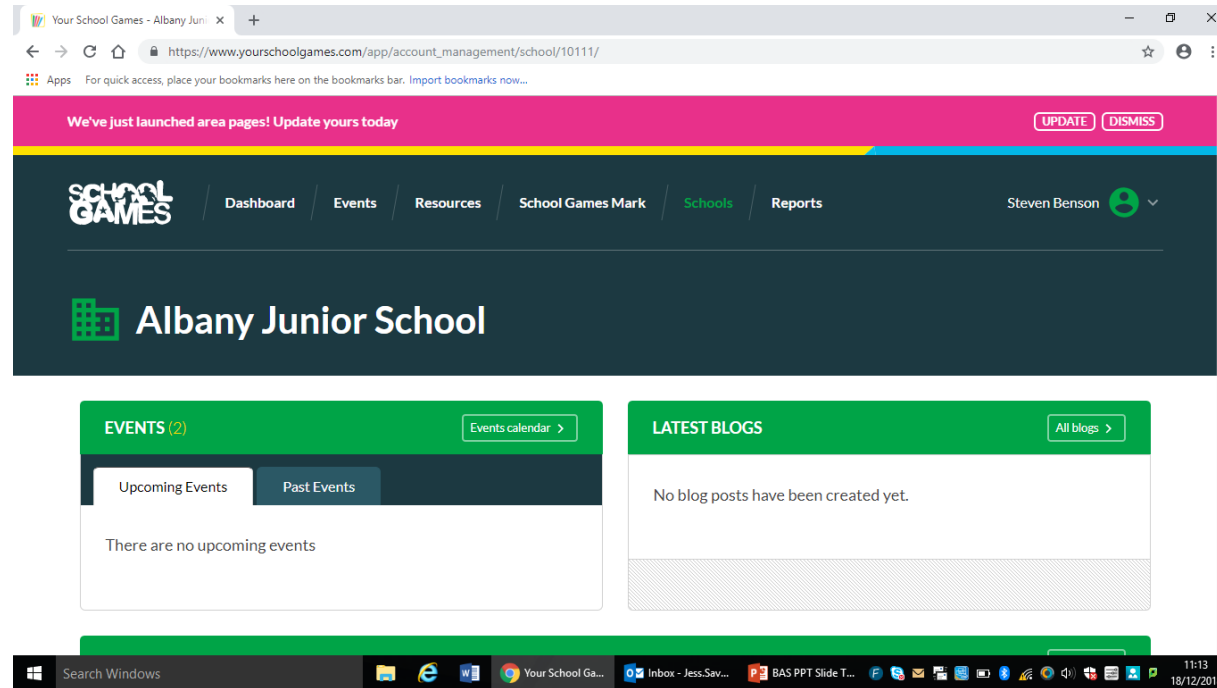 Your School Games - Albany Juni
https://www.yourschoolgames.com/app/account_management/school/10111/
Apps For quick access, place your bookmarks here on the bookmarks bar. Import bookmarks now...
We've just launched area pages! Update yours today UPDATE DISMISS
SCHOOL GAMES Dashboard Events Resources School Games Mark Schools Reports Steven Benson
Albany Junior School
EVENTS (2) Events calendar > LATEST BLOGS All blogs >
Upcoming Events Past Events
No blog posts have been created yet.
There are no upcoming events
Search Windows Your School Ga... Inbox - Jess.Sav... BAS PPT Slide T... 11:13
18/12/201